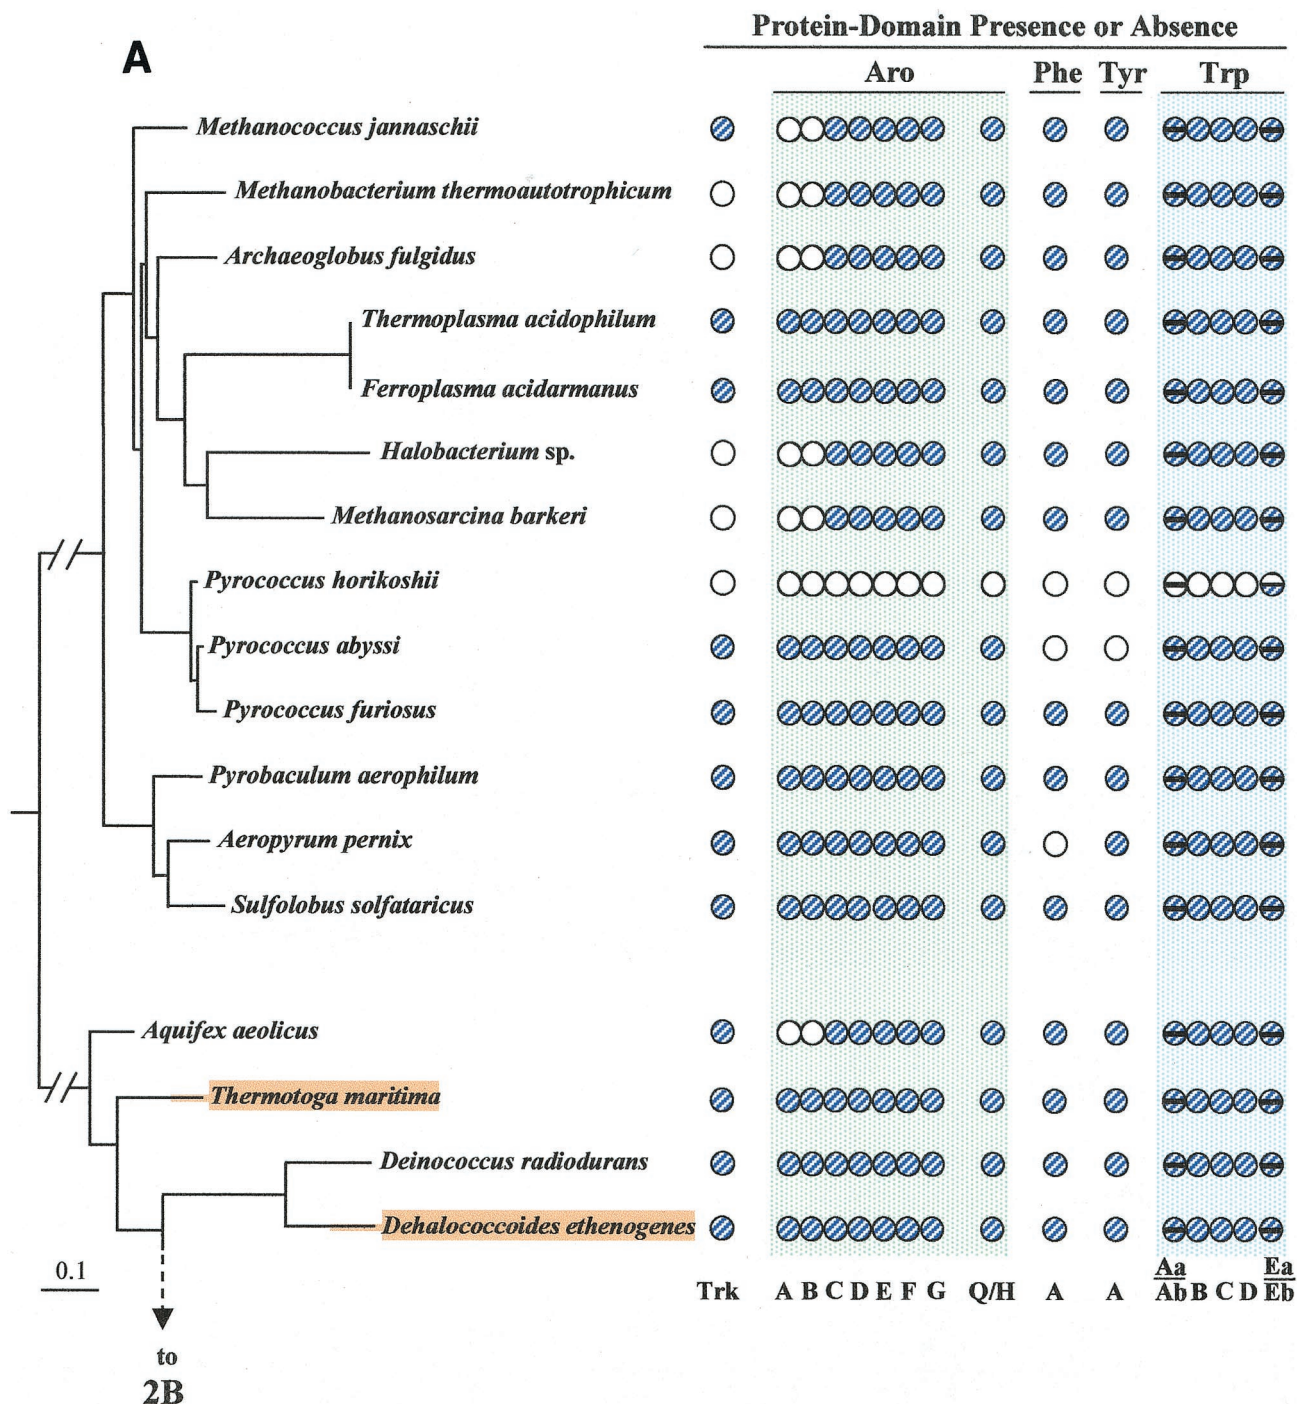 Protein-Domain Presence or Absence
A
Aro Phe Tyr Trp
Methanococcus jannaschii
Methanobacterium thermoautotrophicum
Archaeoglobus fulgidus
Thermoplasma acidophilum
Ferroplasma acidarmanus
Halobacterium sp.
Methanosarcina barkeri
Pyrococcus horikoshii
Pyrococcus abyssi
Pyrococcus furiosus
Pyrobaculum aerophilum
Aeropyrum pernix
Sulfolobus solfataricus
Aquifex aeolicus
Thermotoga maritima
Deinococcus radiodurans
Dehalococcoides ethenogenes
0.1
Aa Ea
Trk A B C D E F G Q/H A A Ab B C D Eb
to
2B